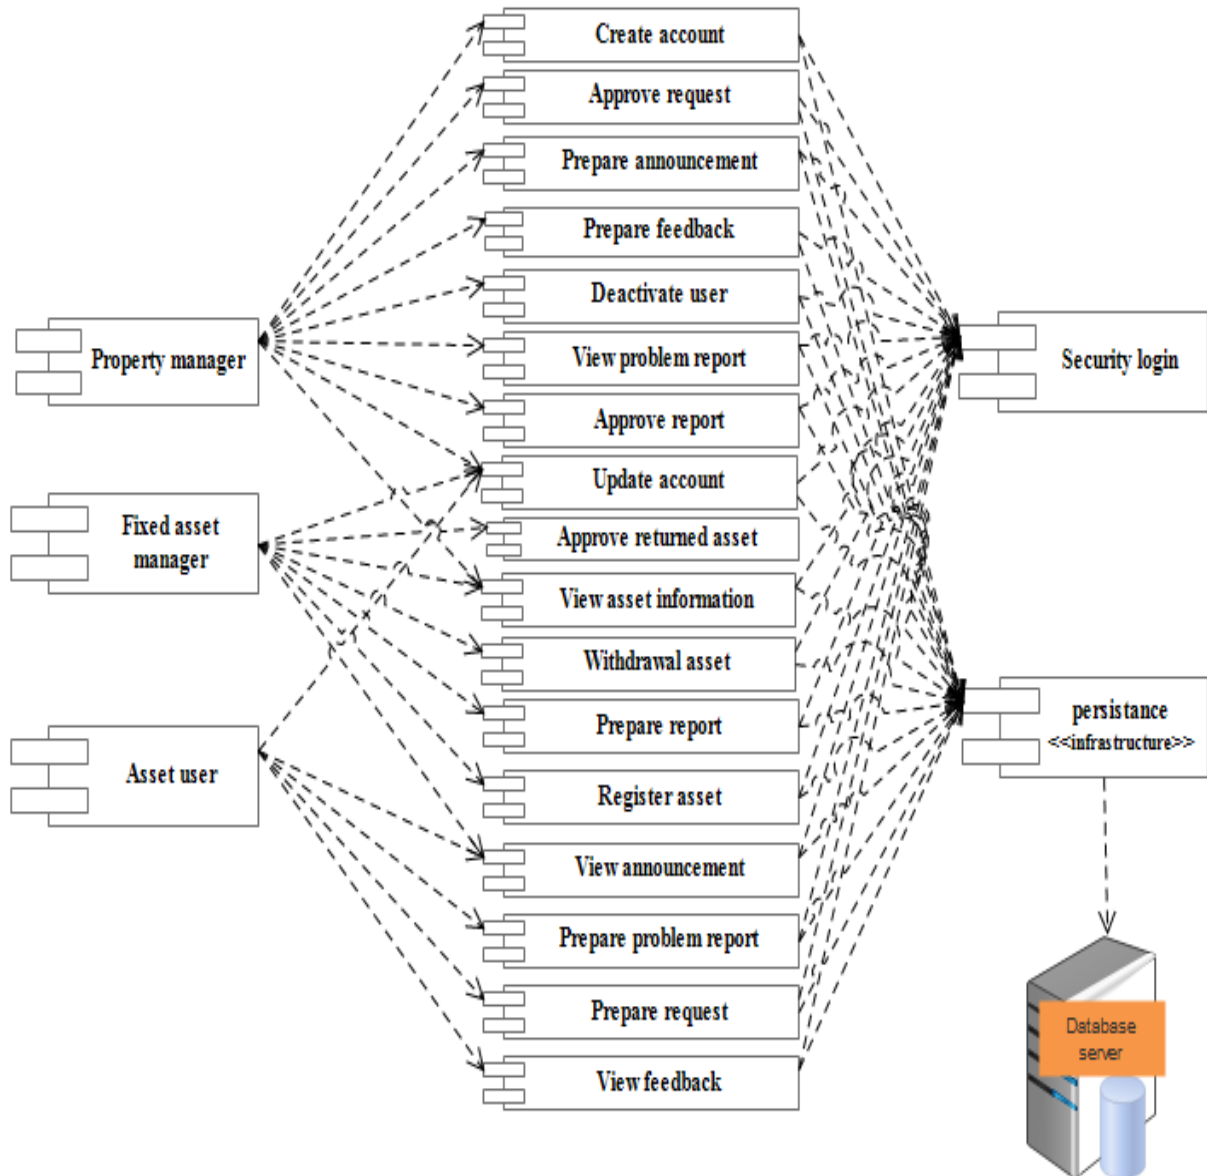 Create account
Approve request
Prepare announcement
Prepare feedback
Deactivate user
View problem report
Approve report
Update account
Approve returned asset
View asset information
Withdrawal asset
Prepare report
Register asset
View announcement
Prepare problem report
Prepare request
View feedback
Property manager
Fixed asset
manager
Asset user
Security login
persistance
<<infrastructure>>
Database
server